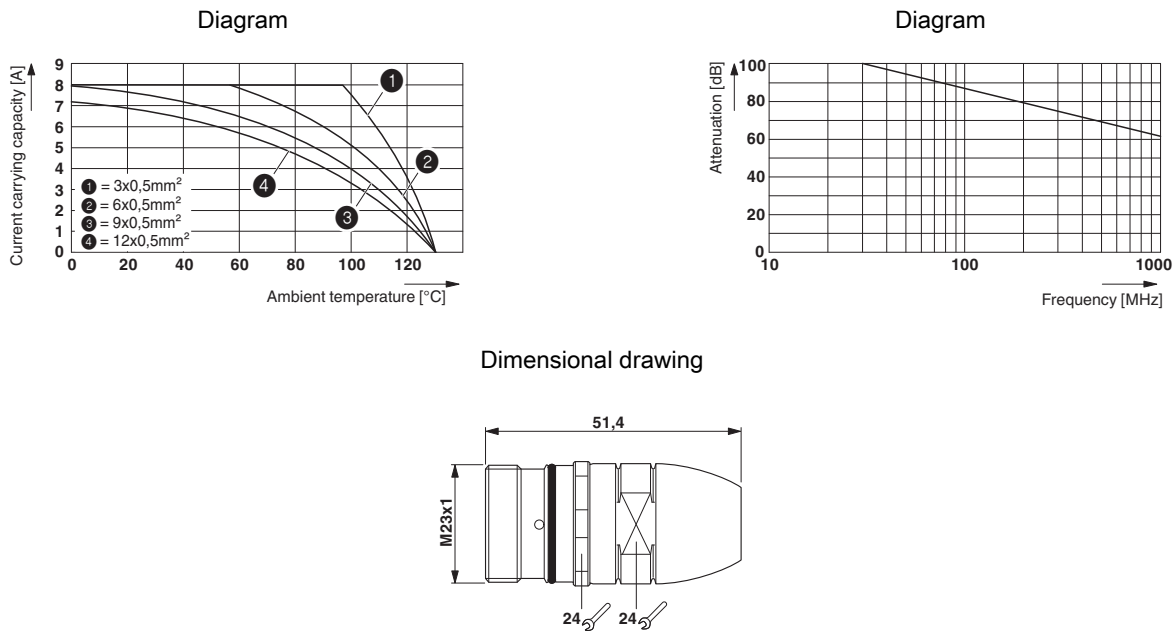 Diagram
Current carrying capacity [A]
9
8
7
6
5
4
3
2
1
0
0 20 40 60 80 100 120
Ambient temperature [°C]
1
2
3
4
1 = 3x0,5mm²
2 = 6x0,5mm²
3 = 9x0,5mm²
4 = 12x0,5mm²
Diagram
Attenuation [dB]
100
80
60
40
20
0
10 100 1000
Frequency [MHz]
Dimensional drawing
51,4
M23x1
24 24